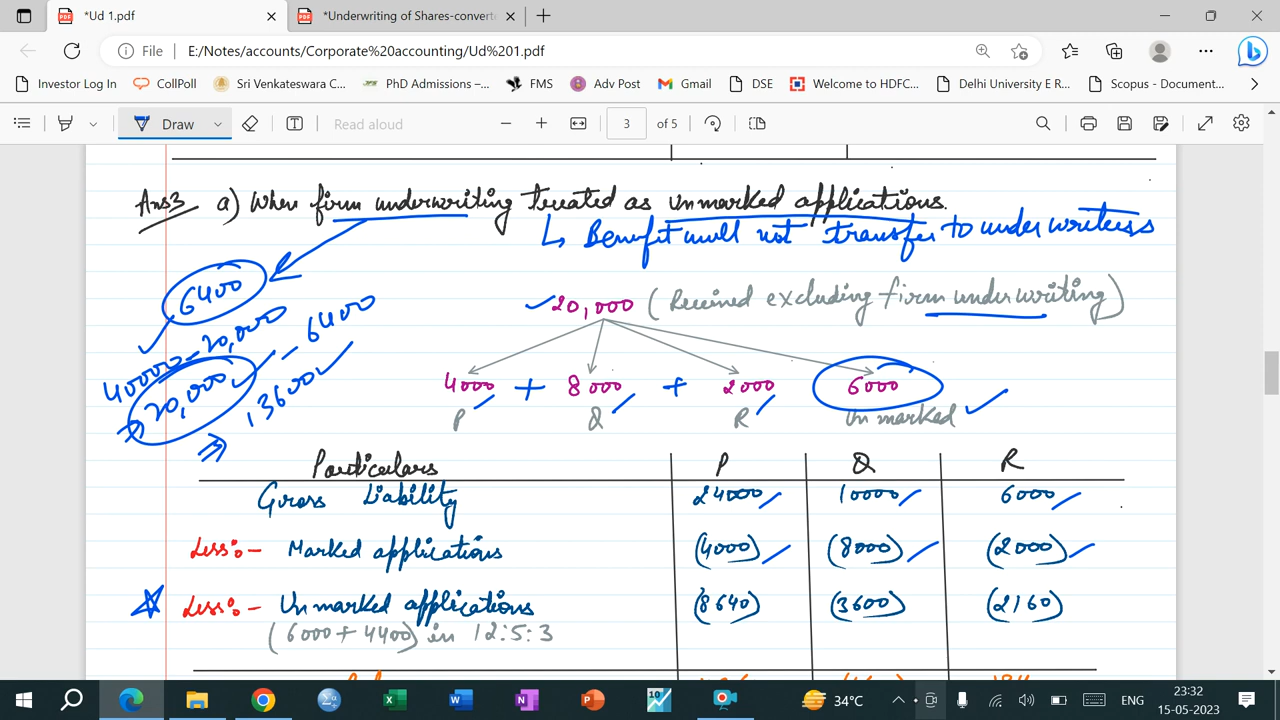 *Ud 1.pdf
*Underwriting of Shares-converte
File
E:/Notes/accounts/Corporate%20accounting/Ud%201.pdf
Investor Log In
CollPoll
Sri Venkateswara C...
PhD Admissions –...
FMS
Adv Post
Gmail
DSE
Welcome to HDFC...
Delhi University E R...
Scopus - Document...
Draw
Read aloud
3
of 5
Ans3 a) When firm underwriting treated as unmarked applications.
↳ Benefit will not transfer to underwriters
6400
40000-20,000
⇒ 20,000 - 6400
⇒ 13600
20,000 (Received excluding firm underwriting)
4000 + 8000 + 2000 6000
P Q R Un marked
Particulars P Q R
Gross Liability 24000 10000 6000
Less:- Marked applications (4000) (8000) (2000)
Less:- Unmarked applications (8640) (3600) (2160)
(6000+4400) in 12:5:3
34°C
ENG
23:32
15-05-2023